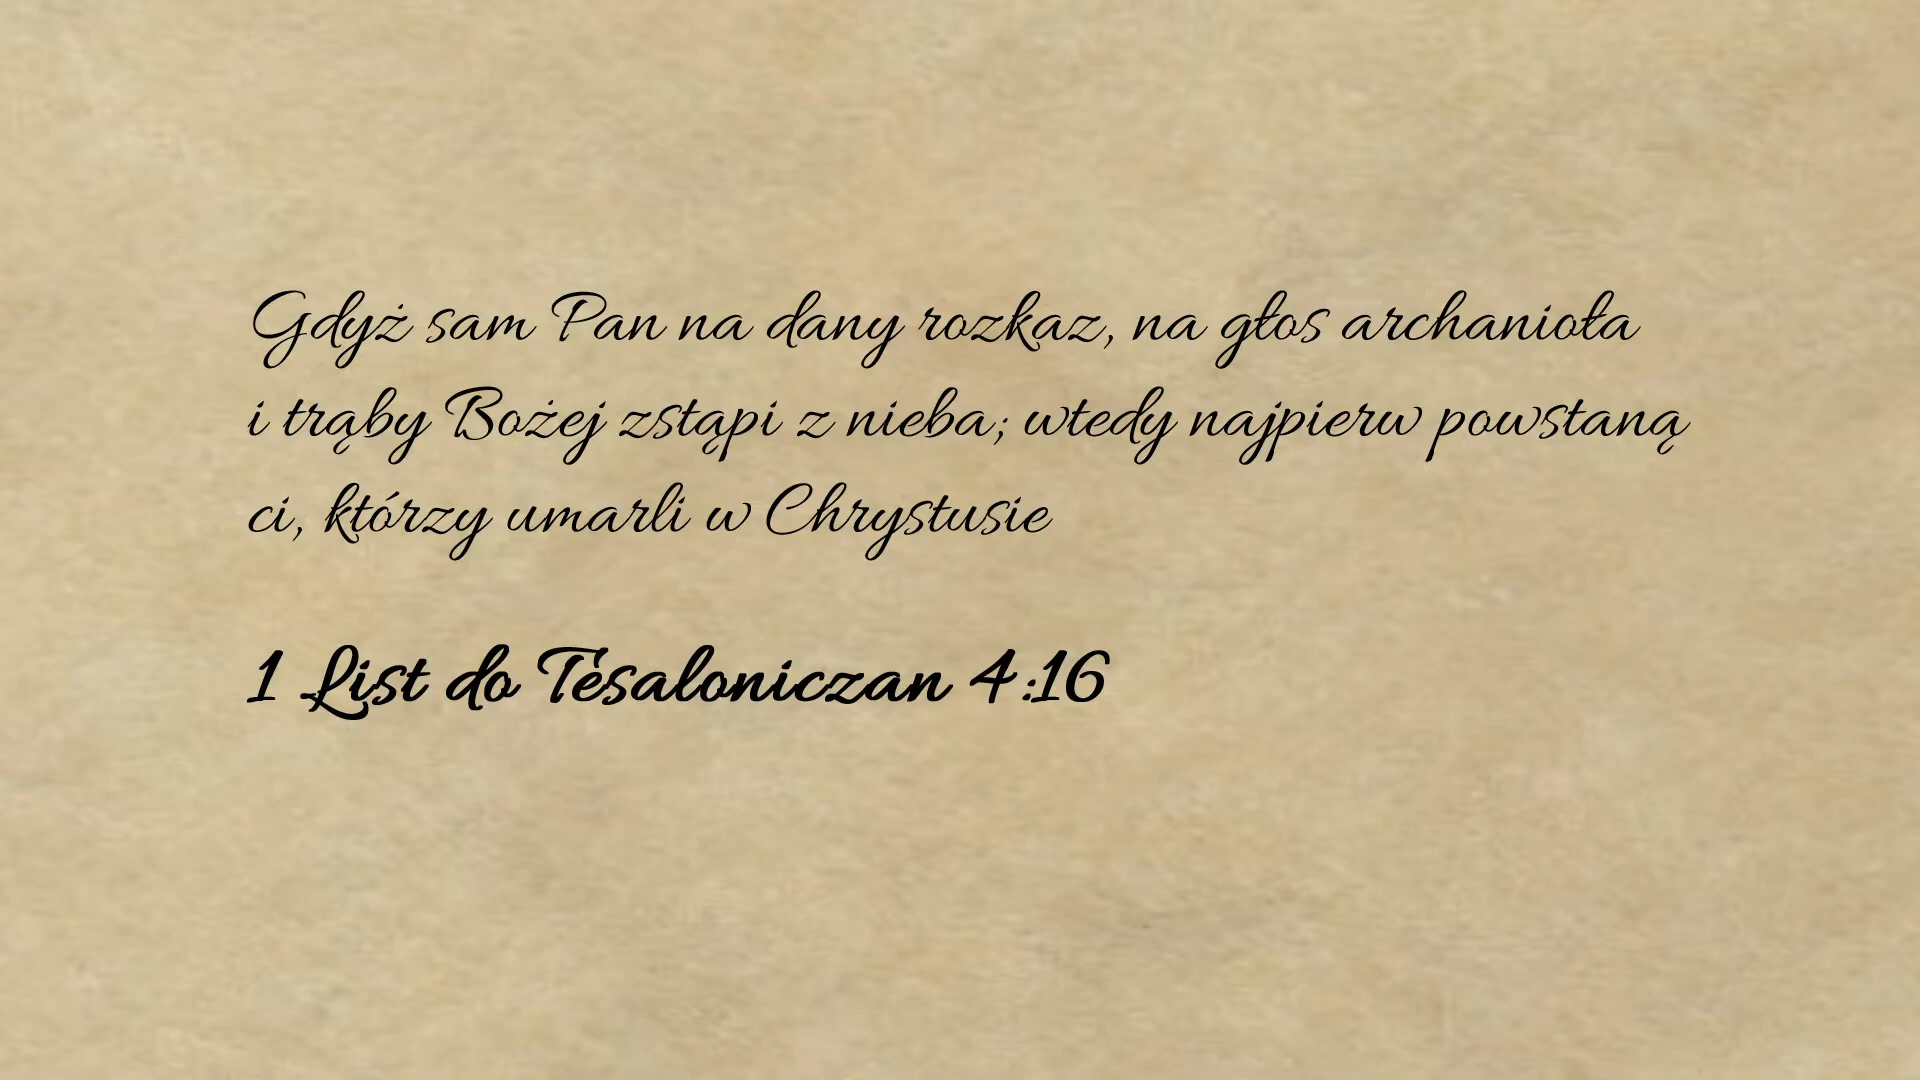 Gdyż sam Pan na dany rozkaz, na głos archanioła
i trąby Bożej zstąpi z nieba; wtedy najpierw powstaną
ci, którzy umarli w Chrystusie
1 List do Tesaloniczan 4:16